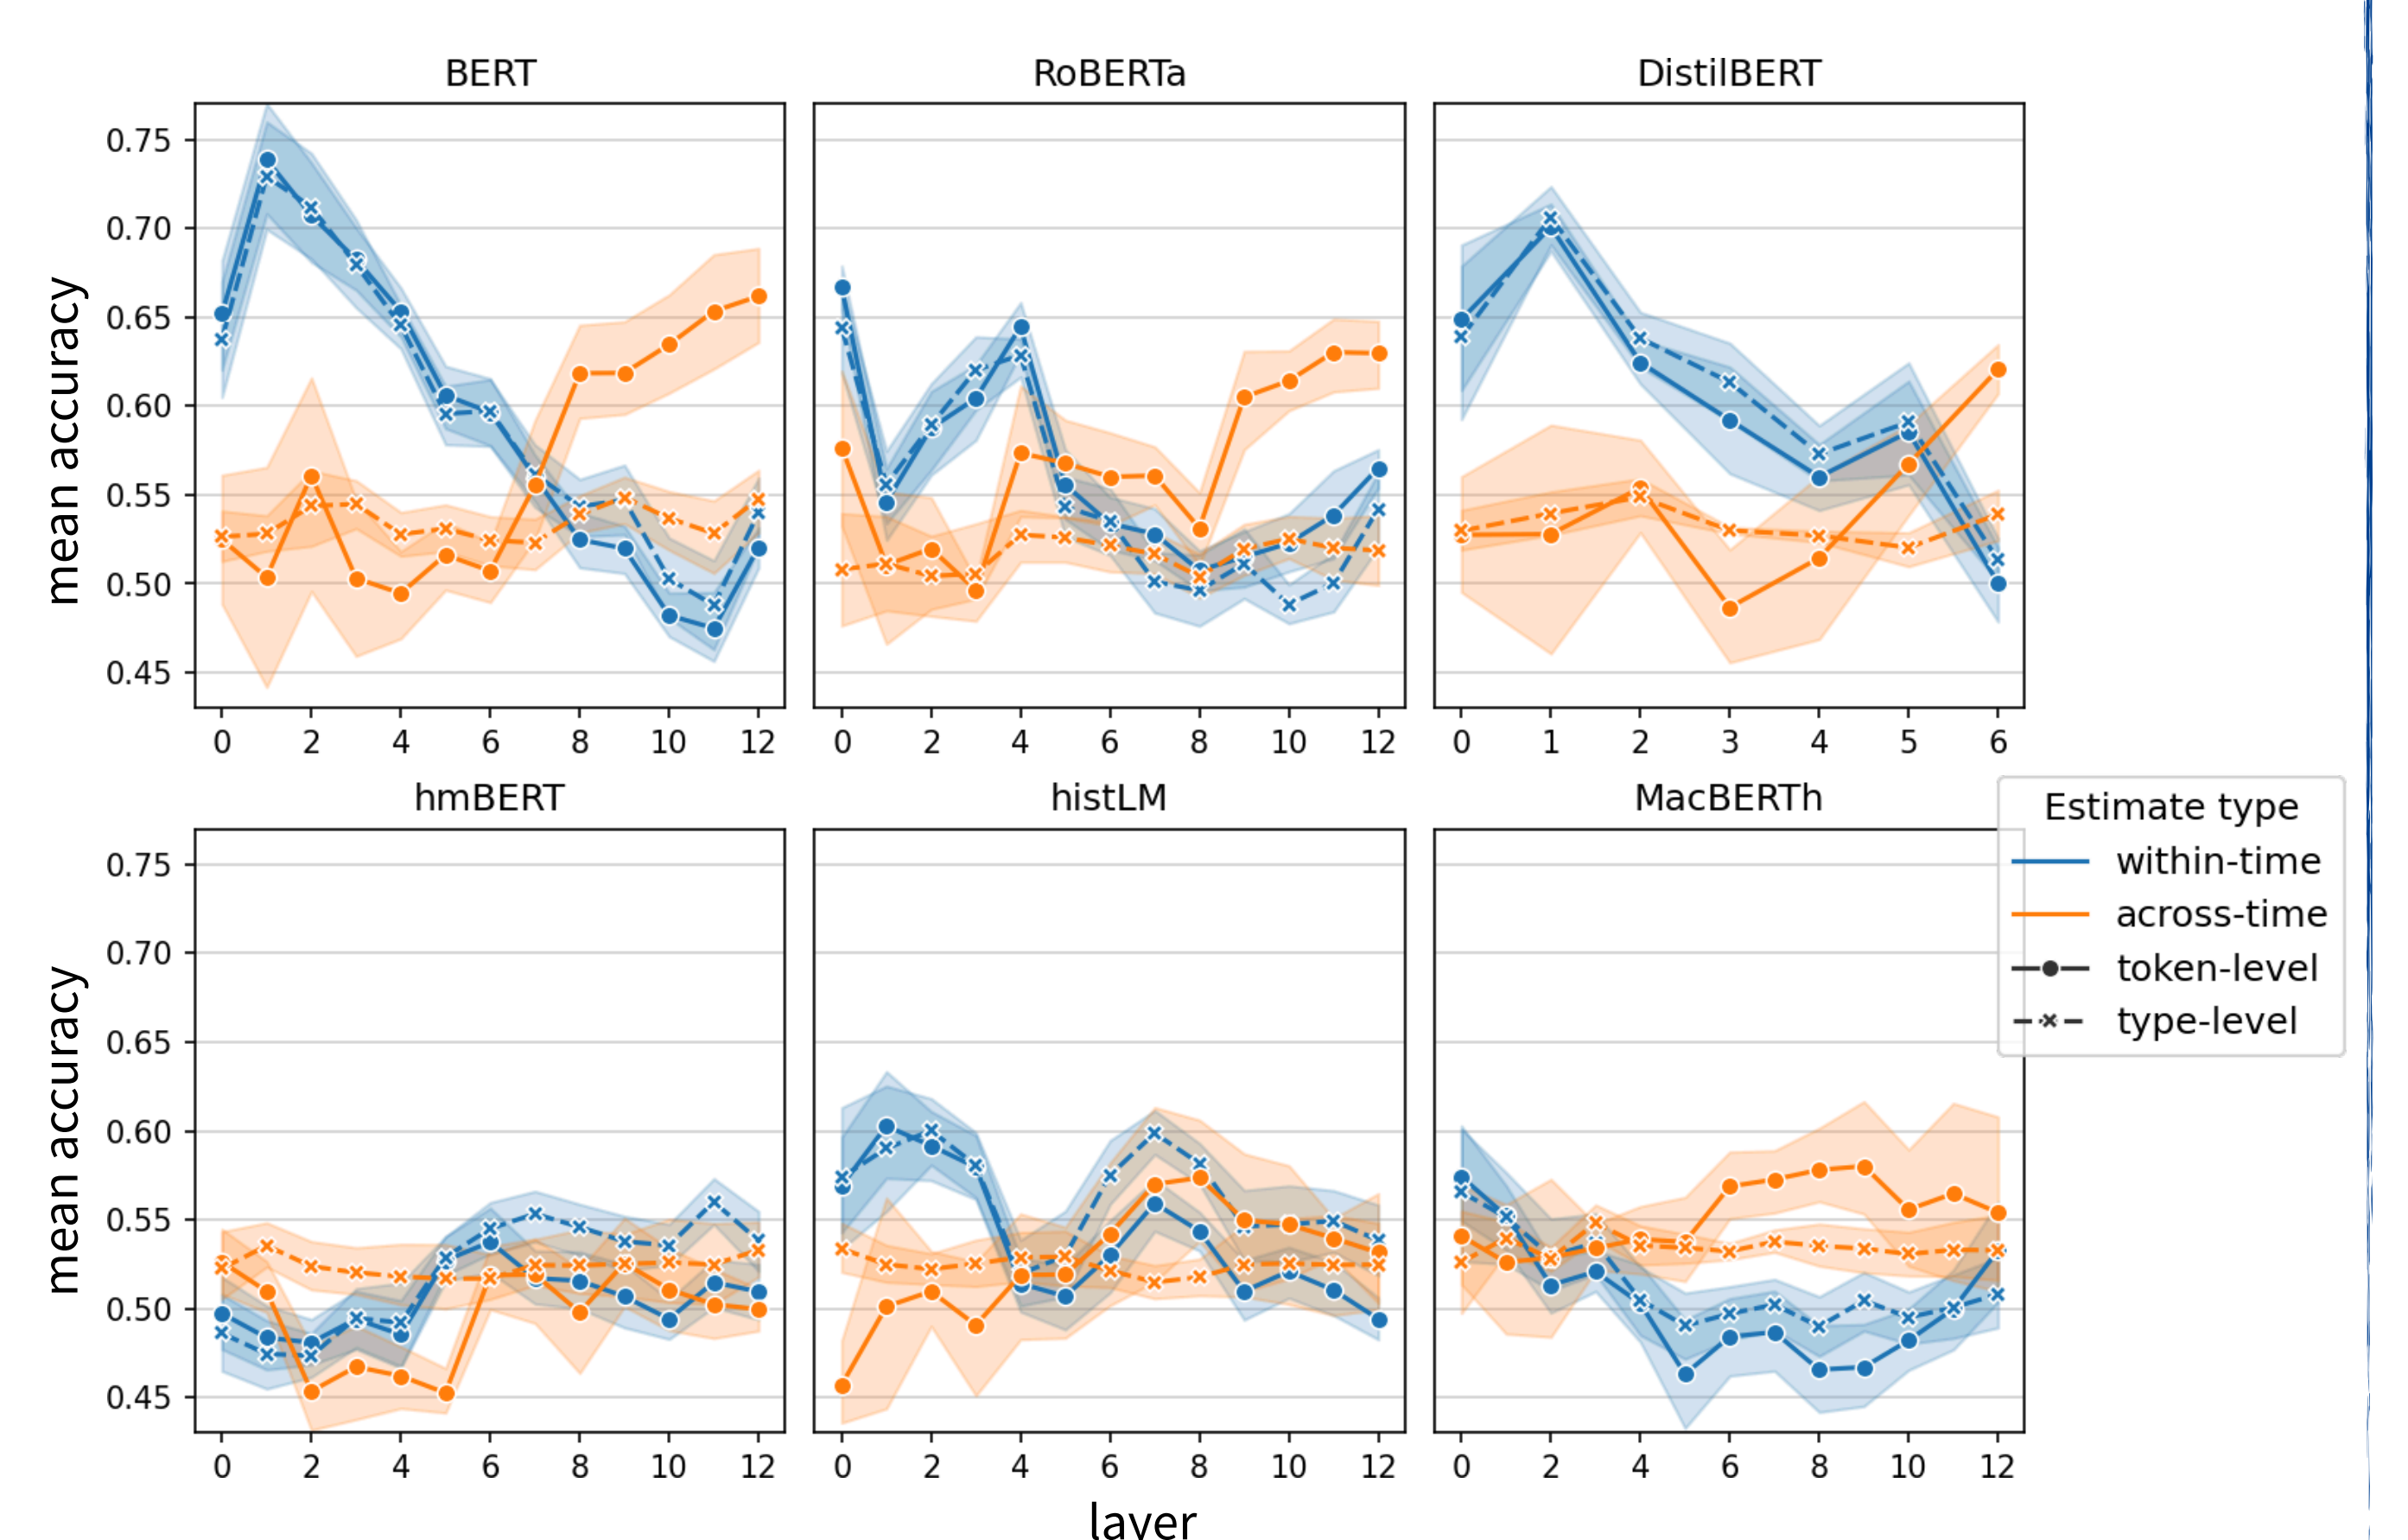 BERT
RoBERTa
DistilBERT
mean accuracy
0.75
0.70
0.65
0.60
0.55
0.50
0.45
0 2 4 6 8 10 12
0 2 4 6 8 10 12
0 1 2 3 4 5 6
hmBERT
histLM
MacBERTh
mean accuracy
0.75
0.70
0.65
0.60
0.55
0.50
0.45
0 2 4 6 8 10 12
0 2 4 6 8 10 12
0 2 4 6 8 10 12
layer
Estimate type
within-time
across-time
token-level
type-level